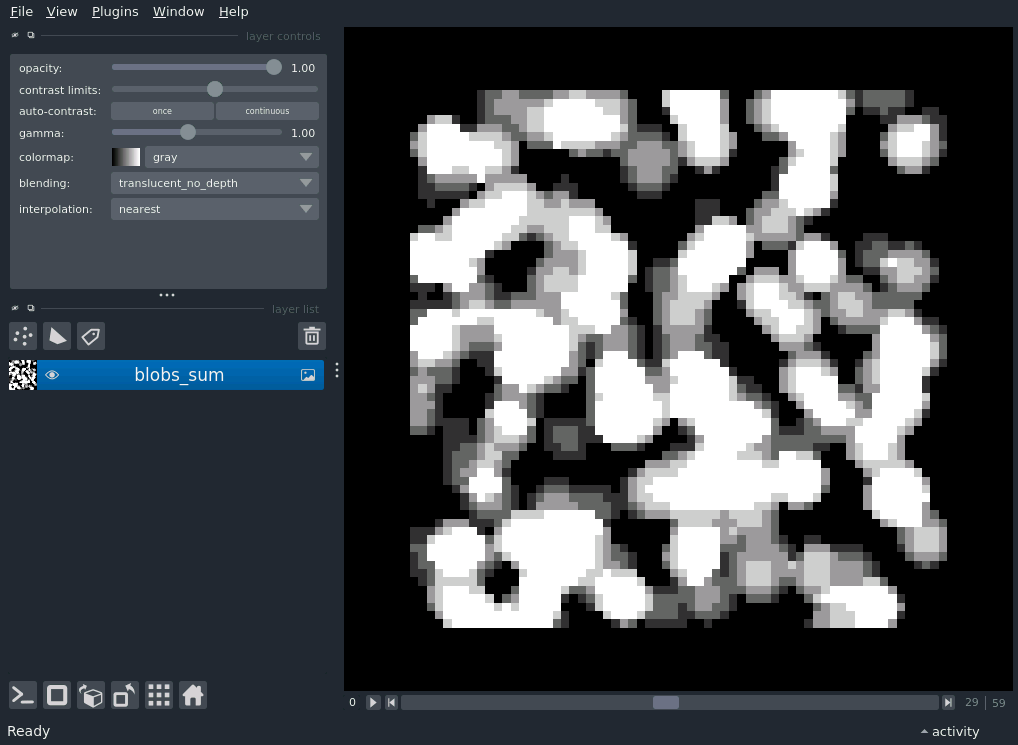 File View Plugins Window Help
layer controls
opacity: 1.00
contrast limits:
auto-contrast: once continuous
gamma: 1.00
colormap: gray
blending: translucent_no_depth
interpolation: nearest
layer list
blobs_sum
0 29 59
Ready activity